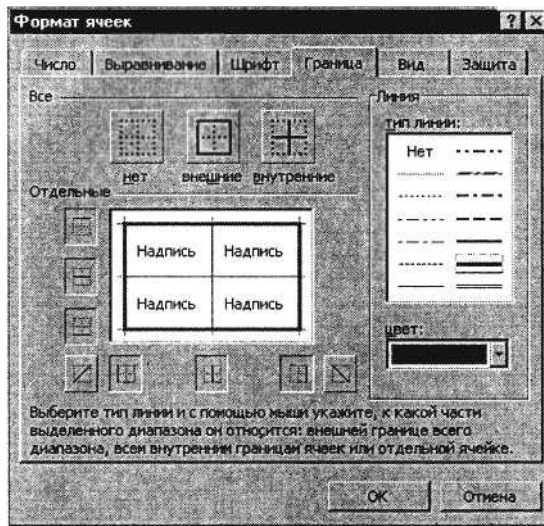 Формат ячеек
Число Выравнивание Шрифт Граница Вид Защита
Все
нет внешние внутренние
Отдельные
Надпись Надпись
Надпись Надпись
Линия
тип линии:
Нет
цвет:
Выберите тип линии и с помощью мыши укажите, к какой части
выделенного диапазона он относится: внешней границе всего
диапазона, всем внутренним границам ячеек или отдельной ячейке.
ОК Отмена